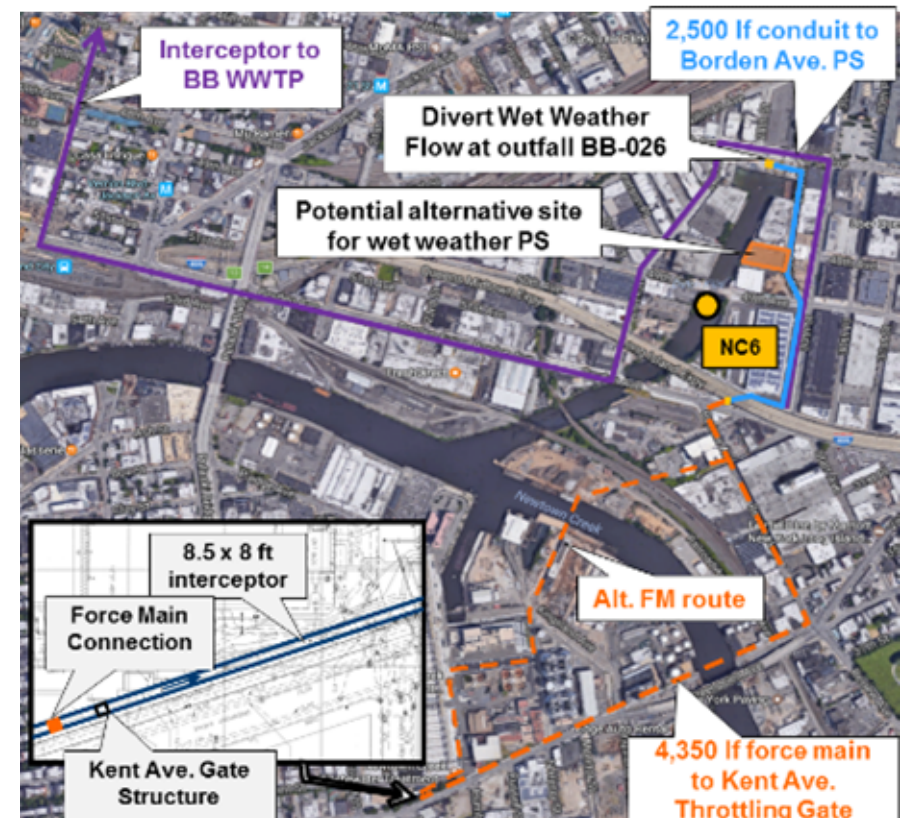 Interceptor to
BB WWTP
2,500 lf conduit to
Borden Ave. PS
Divert Wet Weather
Flow at outfall BB-026
Potential alternative site
for wet weather PS
NC6
Newtown Creek
8.5 x 8 ft
interceptor
Force Main
Connection
Alt. FM route
Kent Ave. Gate
Structure
4,350 lf force main
to Kent Ave.
Throttling Gate